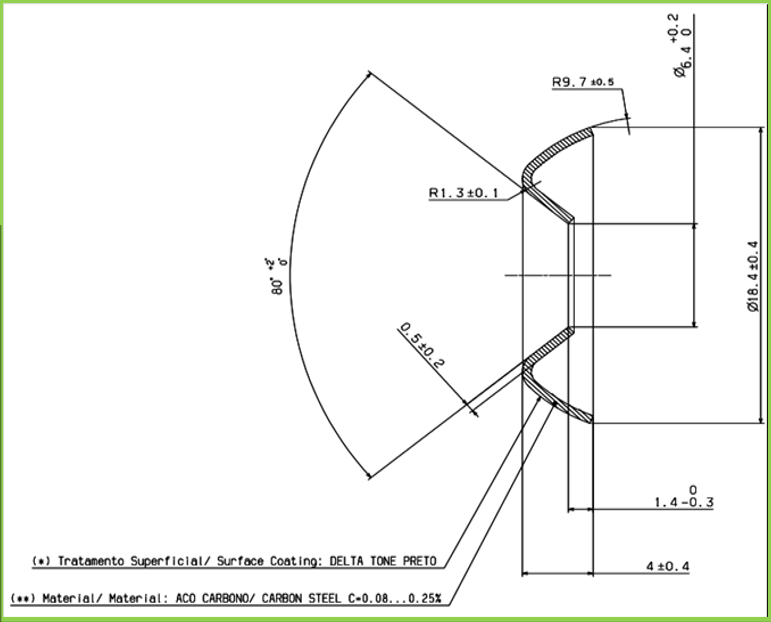 Ø6.4 +0.2 0
R9.7 ±0.5
R1.3±0.1
80° +2° 0°
Ø18.4±0.4
0.5±0.2
0
1.4-0.3
(*) Tratamento Superficial/ Surface Coating: DELTA TONE PRETO
4±0.4
(**) Material/ Material: ACO CARBONO/ CARBON STEEL C=0.08...0.25%